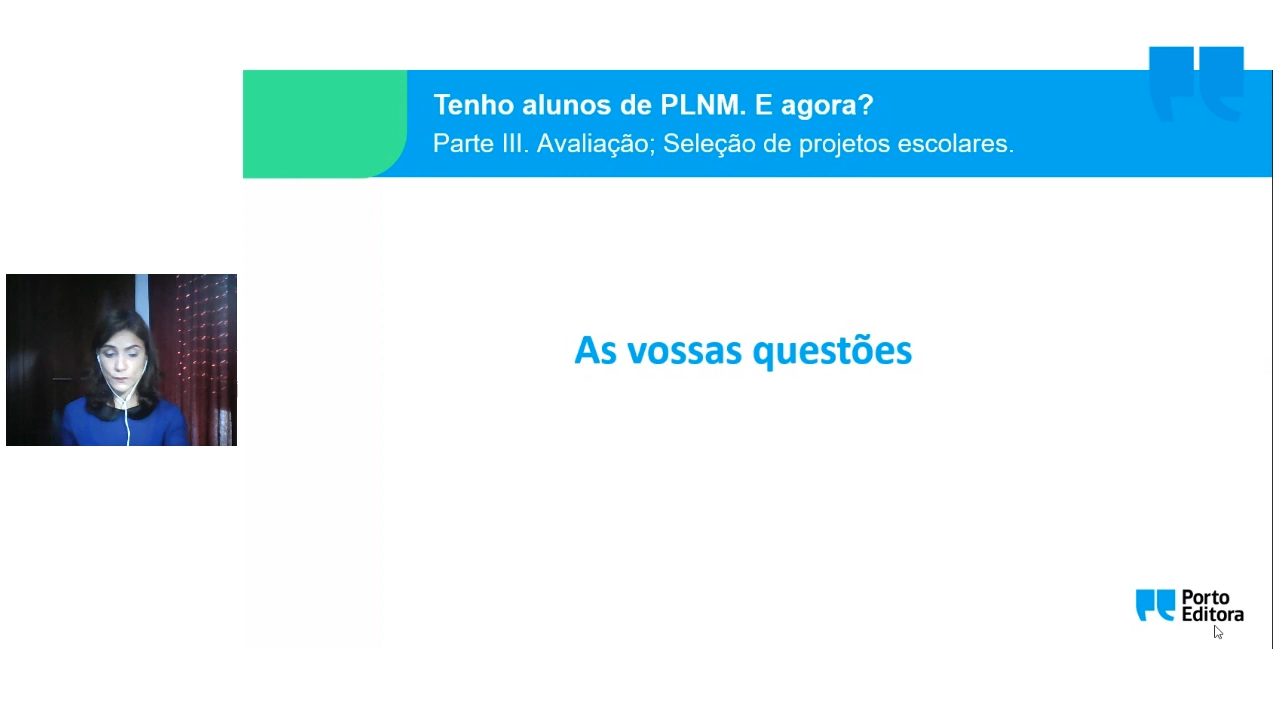 Tenho alunos de PLNM. E agora?
Parte III. Avaliação; Seleção de projetos escolares.
As vossas questões
Porto
Editora